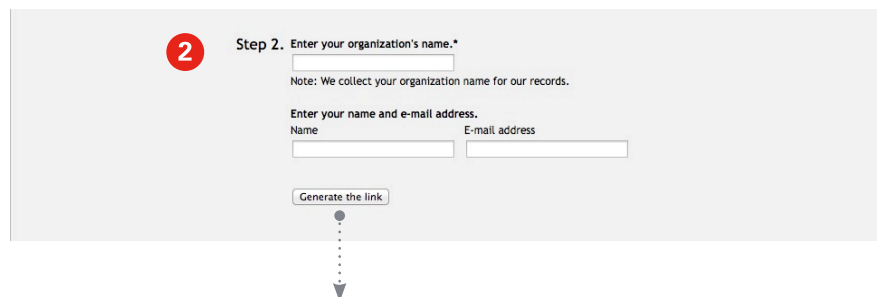 2
Step 2. Enter your organization's name.*
Note: We collect your organization name for our records.
Enter your name and e-mail address.
Name E-mail address
Generate the link